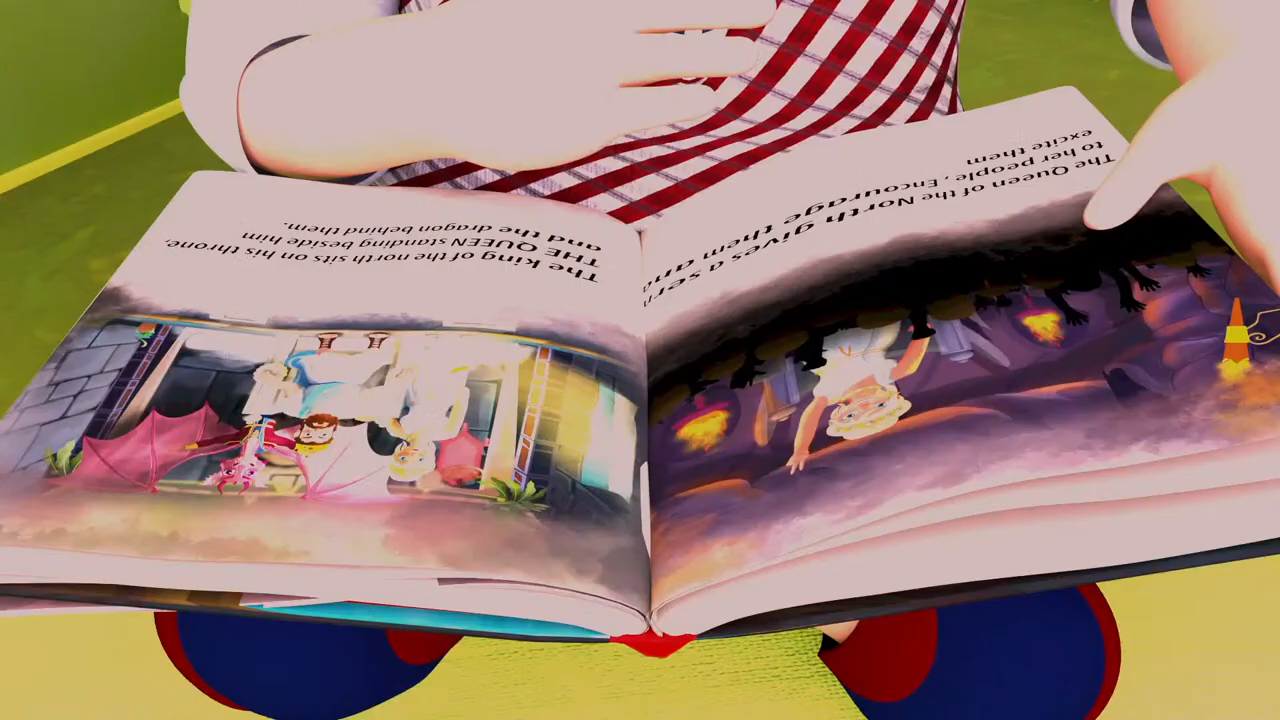 The Queen of the North gives a
to her people , Encourage them and
excite them
The king of the north sits on his throne,
THE QUEEN standing beside him
and the dragon behind them.